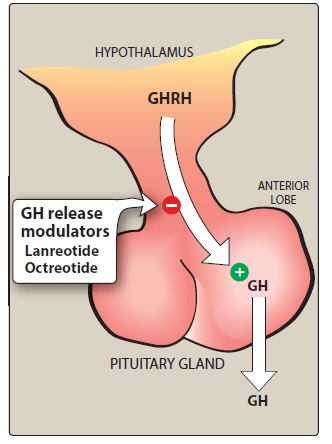 HYPOTHALAMUS
GHRH
ANTERIOR
LOBE
−
GH release
modulators
Lanreotide
Octreotide
+
GH
PITUITARY GLAND
GH